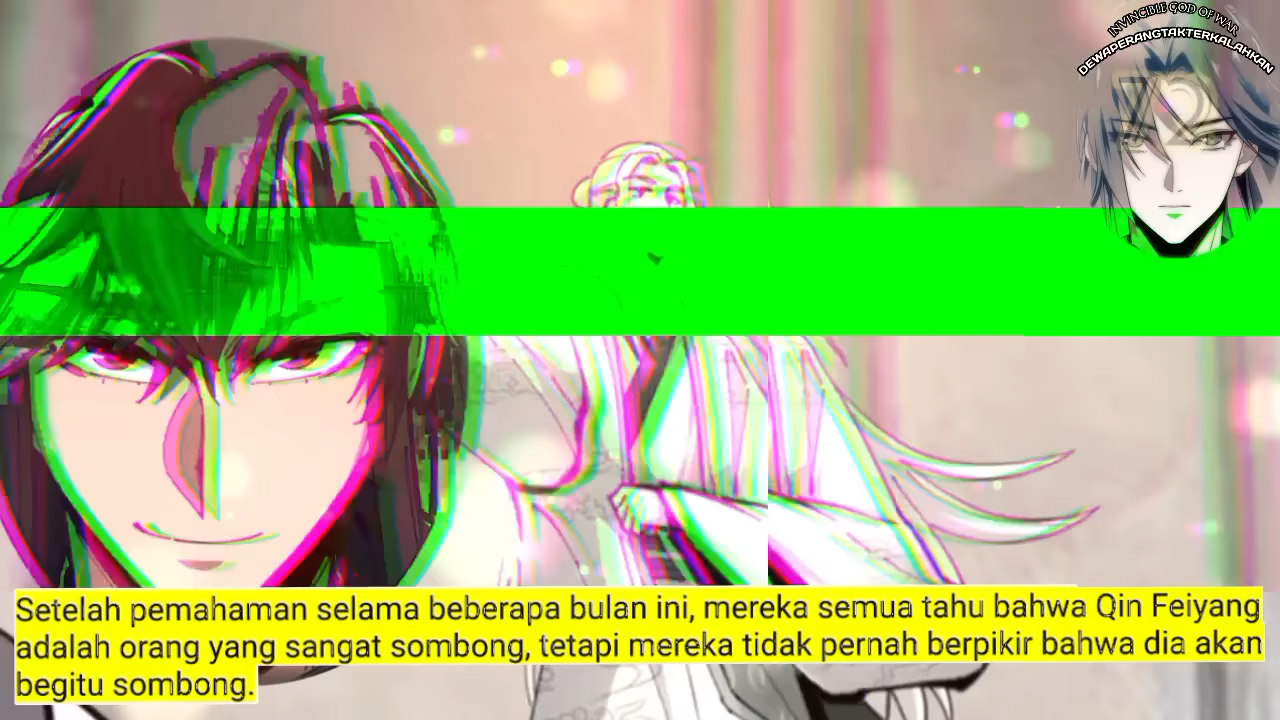 INVINCIBLE GOD OF WAR
DEWAPERANGTAKTERKALAHKAN
Setelah pemahaman selama beberapa bulan ini, mereka semua tahu bahwa Qin Feiyang
adalah orang yang sangat sombong, tetapi mereka tidak pernah berpikir bahwa dia akan
begitu sombong.